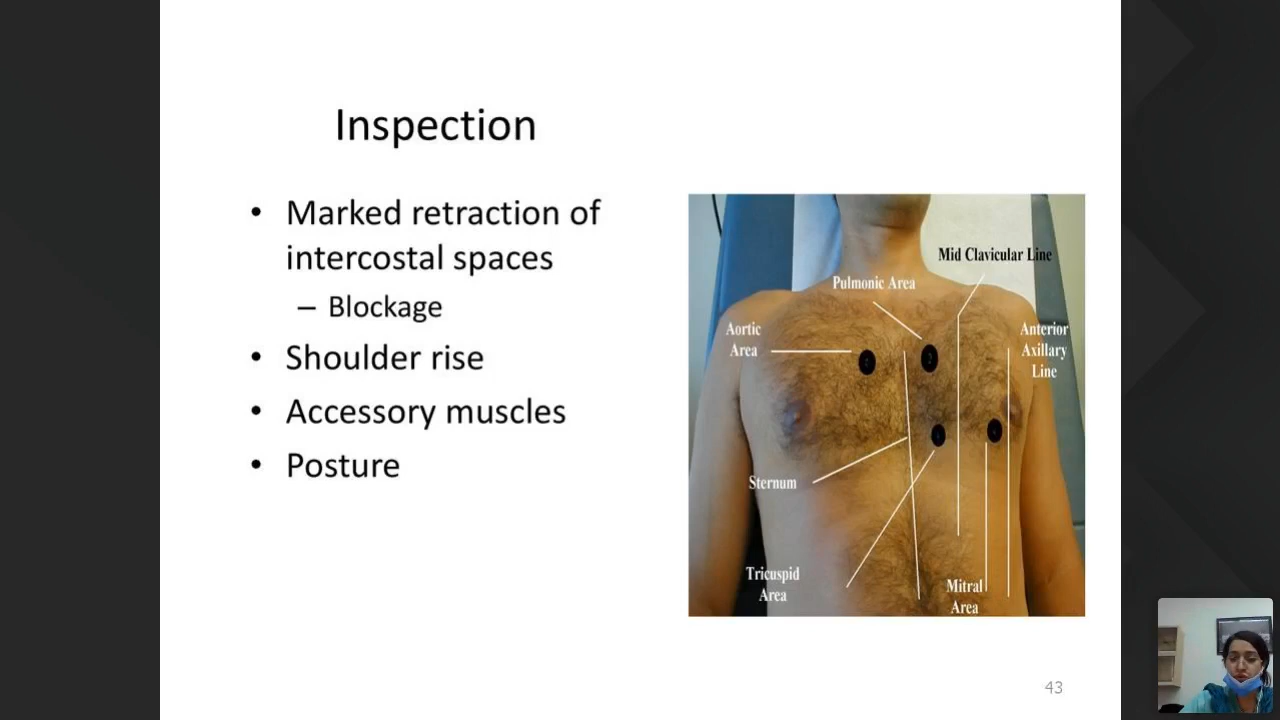 Inspection
• Marked retraction of
intercostal spaces
– Blockage
• Shoulder rise
• Accessory muscles
• Posture
Mid Clavicular Line
Pulmonic Area
Aortic
Area
Anterior
Axillary
Line
Sternum
Tricuspid
Area
Mitral
Area
43